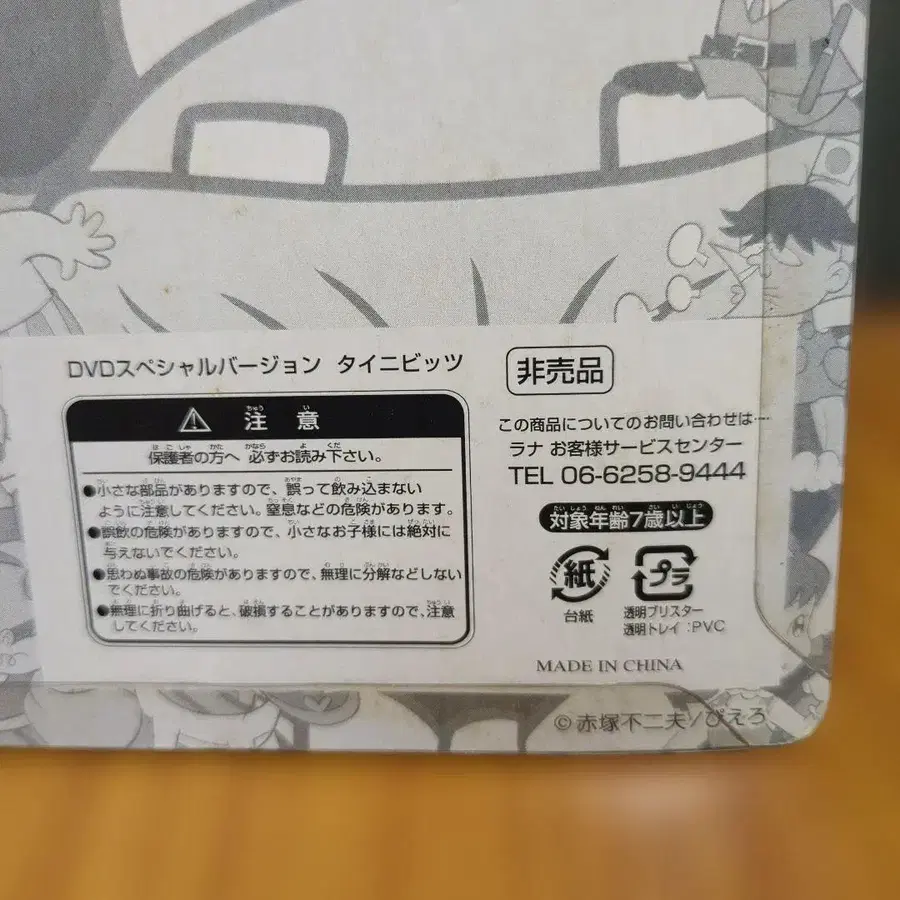 DVDスペシャルバージョン タイニビッツ
非売品
注意
保護者の方へ 必ずお読み下さい。
●小さな部品がありますので、誤って飲み込まない
ように注意してください。窒息などの危険があります。
●誤飲の危険がありますので、小さなお子様には絶対に
与えないでください。
●思わぬ事故の危険がありますので、無理に分解などしない
でください。
●無理に折り曲げると、破損することがありますので、注意
してください。
この商品についてのお問い合わせは…
ラナ お客様サービスセンター
TEL 06-6258-9444
対象年齢7歳以上
紙
プラ
台紙
透明ブリスター
透明トレイ:PVC
MADE IN CHINA
© 赤塚不二夫/ぴえろ